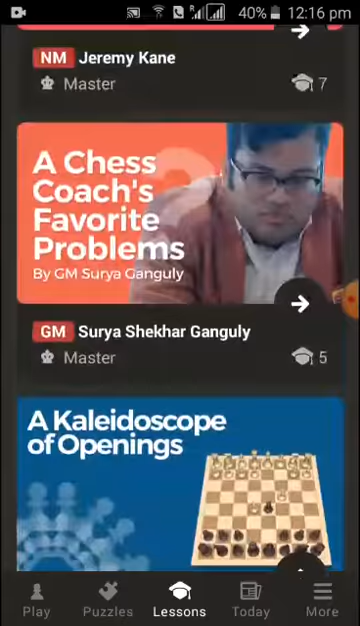 40% 12:16 pm
NM Jeremy Kane
Master 7
A Chess
Coach's
Favorite
Problems
By GM Surya Ganguly
GM Surya Shekhar Ganguly
Master 5
A Kaleidoscope
of Openings
Play Puzzles Lessons Today More